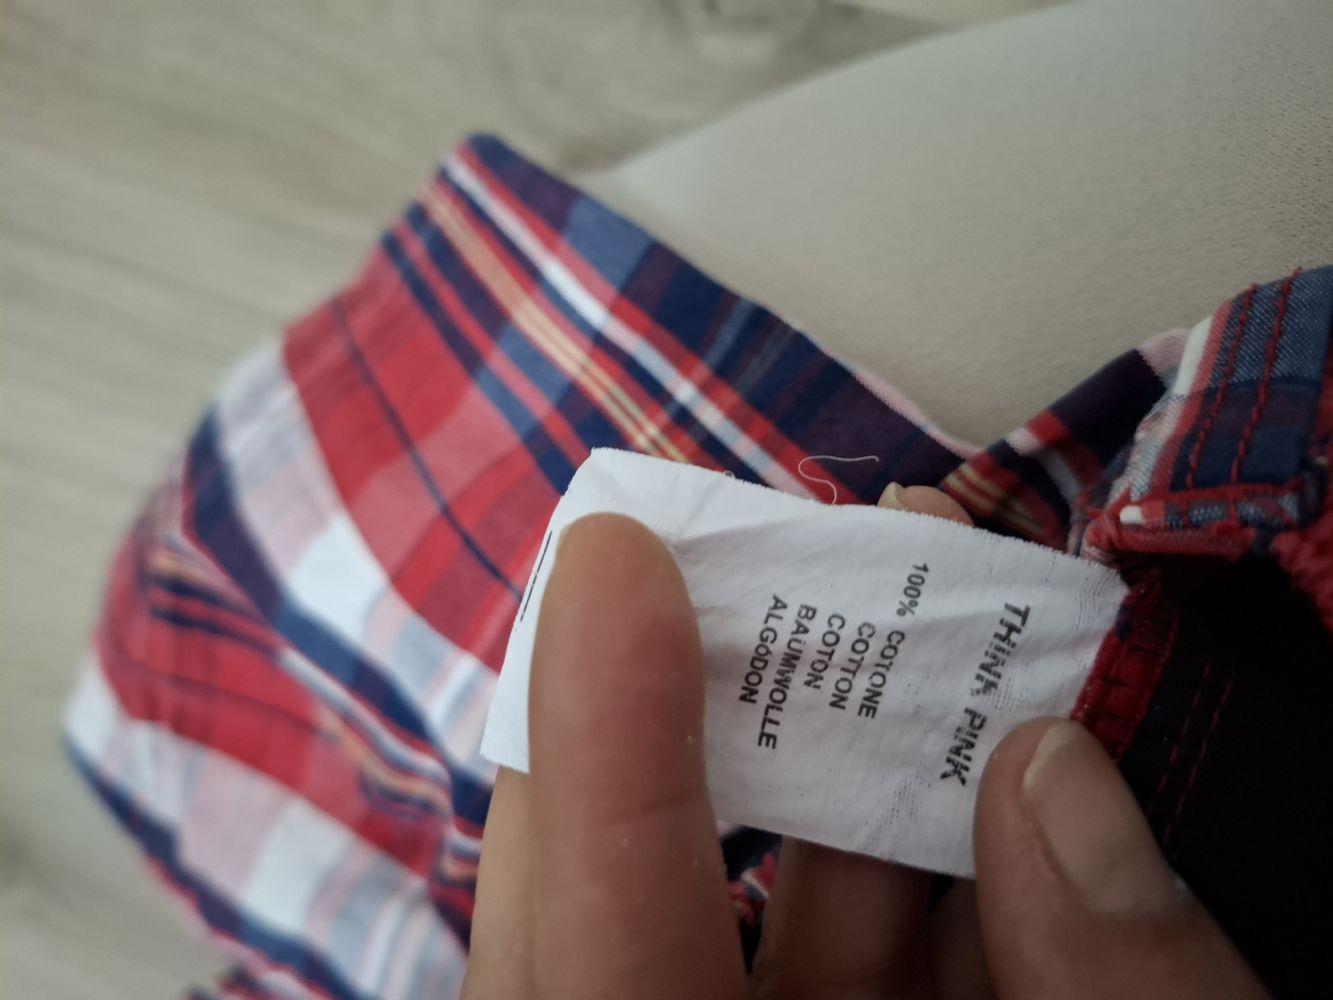 THINK PINK
100% COTONE
COTTON
COTON
BAUMWOLLE
ALGODON